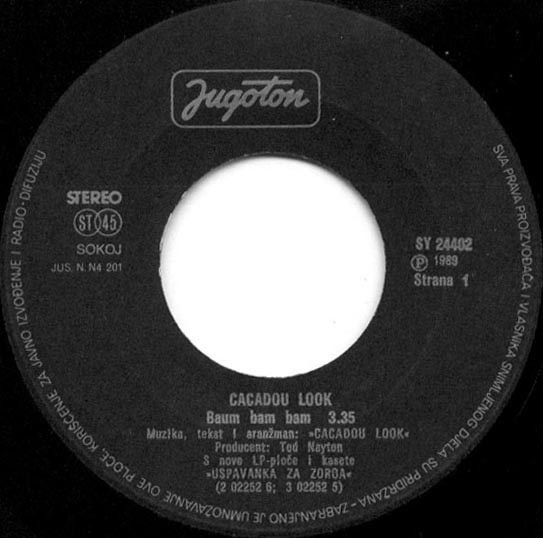 Jugoton
STEREO
ST 45
SOKOJ
JUS. N. N4 201
SY 24402
Ⓟ 1989
Strana 1
CACADOU LOOK
Baum bam bam 3.35
Muzika, tekst i aranžman: »CACADOU LOOK«
Producent: Ted Nayton
S nove LP-ploče i kasete
»USPAVANKA ZA ZORDA«
(2 02252 6; 3 02252 5)
SVA PRAVA PROIZVOĐAČA I VLASNIKA SNIMLJENOG DJELA SU PRIDRŽANA - ZABRANJENO JE UMNOŽAVANJE OVE PLOČE, KORIŠĆENJE ZA JAVNO IZVOĐENJE I RADIO-DIFUZIJU